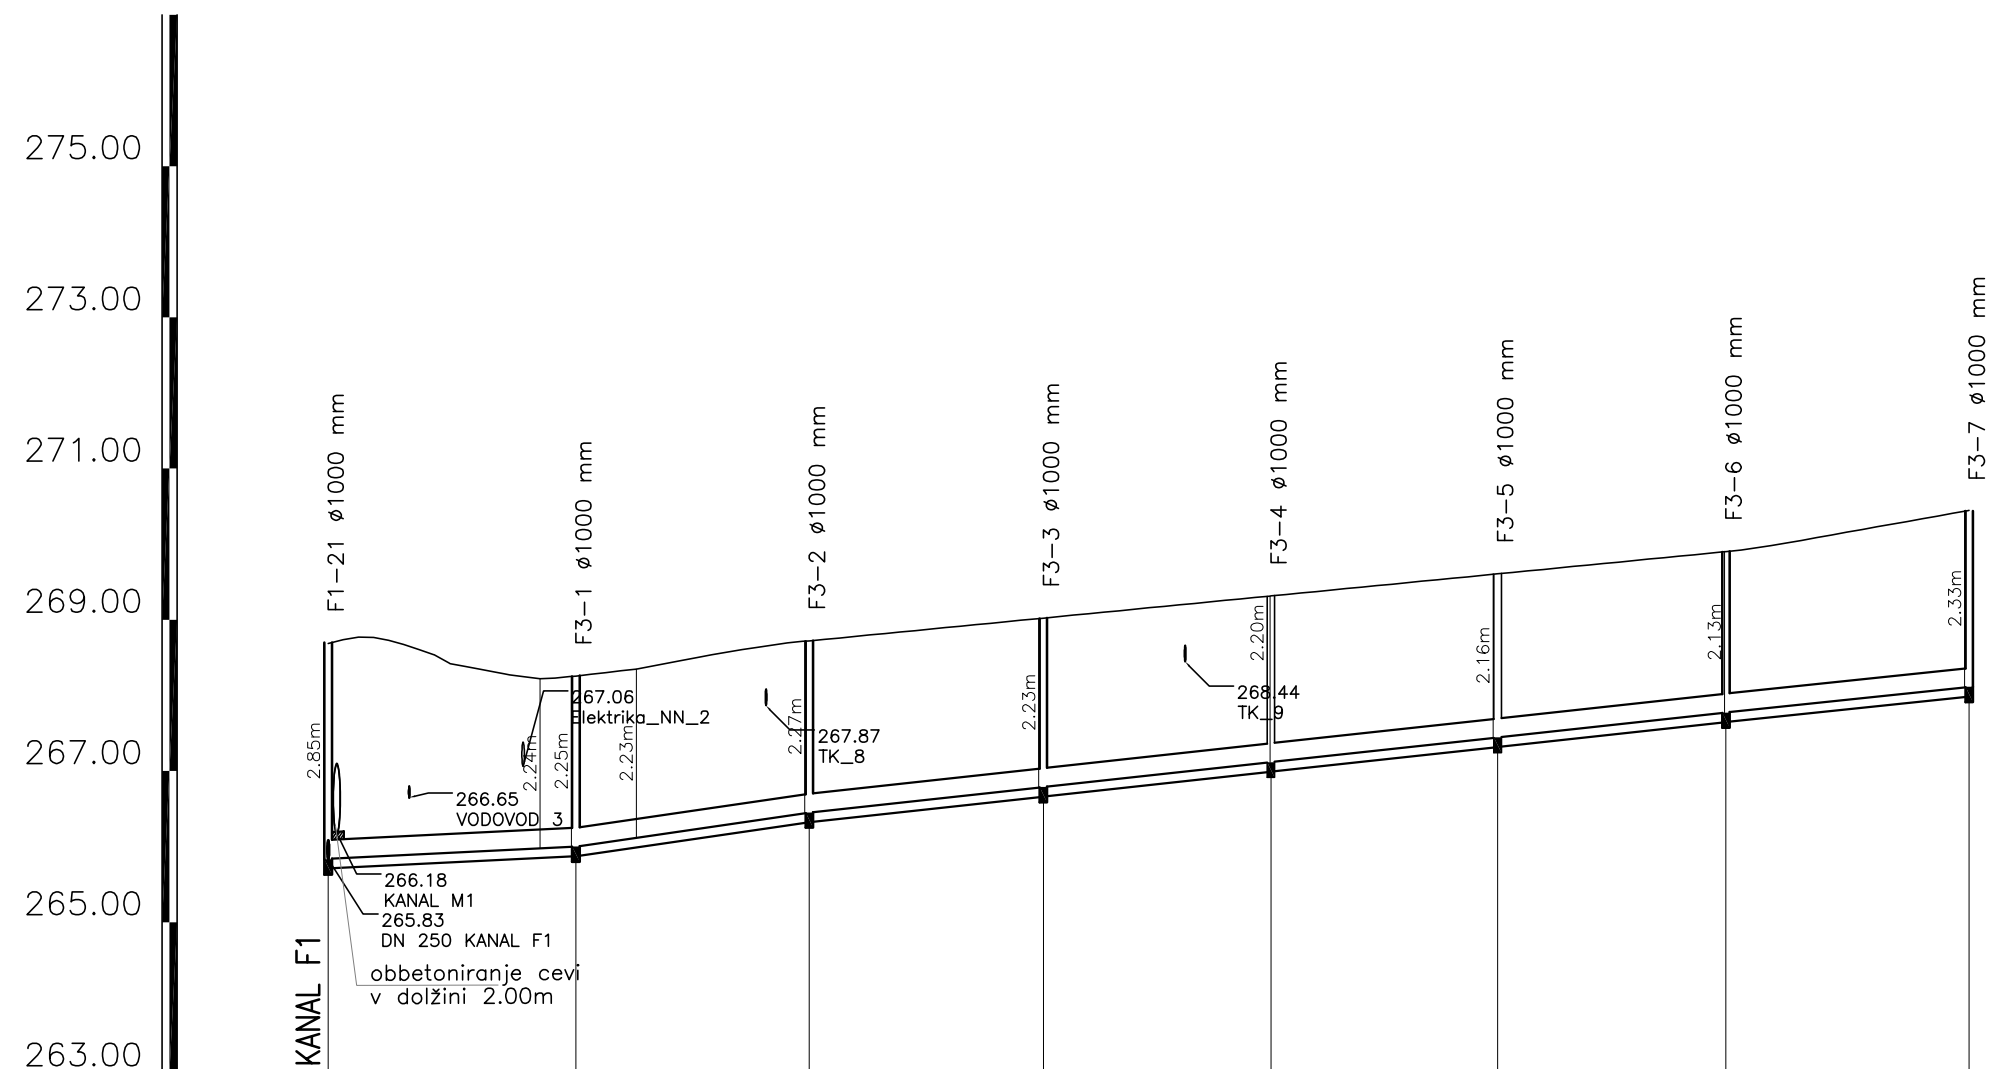 275.00
273.00
271.00
269.00
267.00
265.00
263.00
F1-21 ø1000 mm
F3-1 ø1000 mm
F3-2 ø1000 mm
F3-3 ø1000 mm
F3-4 ø1000 mm
F3-5 ø1000 mm
F3-6 ø1000 mm
F3-7 ø1000 mm
2.85m
2.24m
2.25m
2.23m
2.27m
2.23m
2.20m
2.16m
2.13m
2.33m
267.06
Elektrika_NN_2
266.65
VODOVOD 3
267.87
TK_8
268.44
TK_9
266.18
KANAL M1
265.83
DN 250 KANAL F1
obbetoniranje cevi
v dolžini 2.00m
KANAL F1